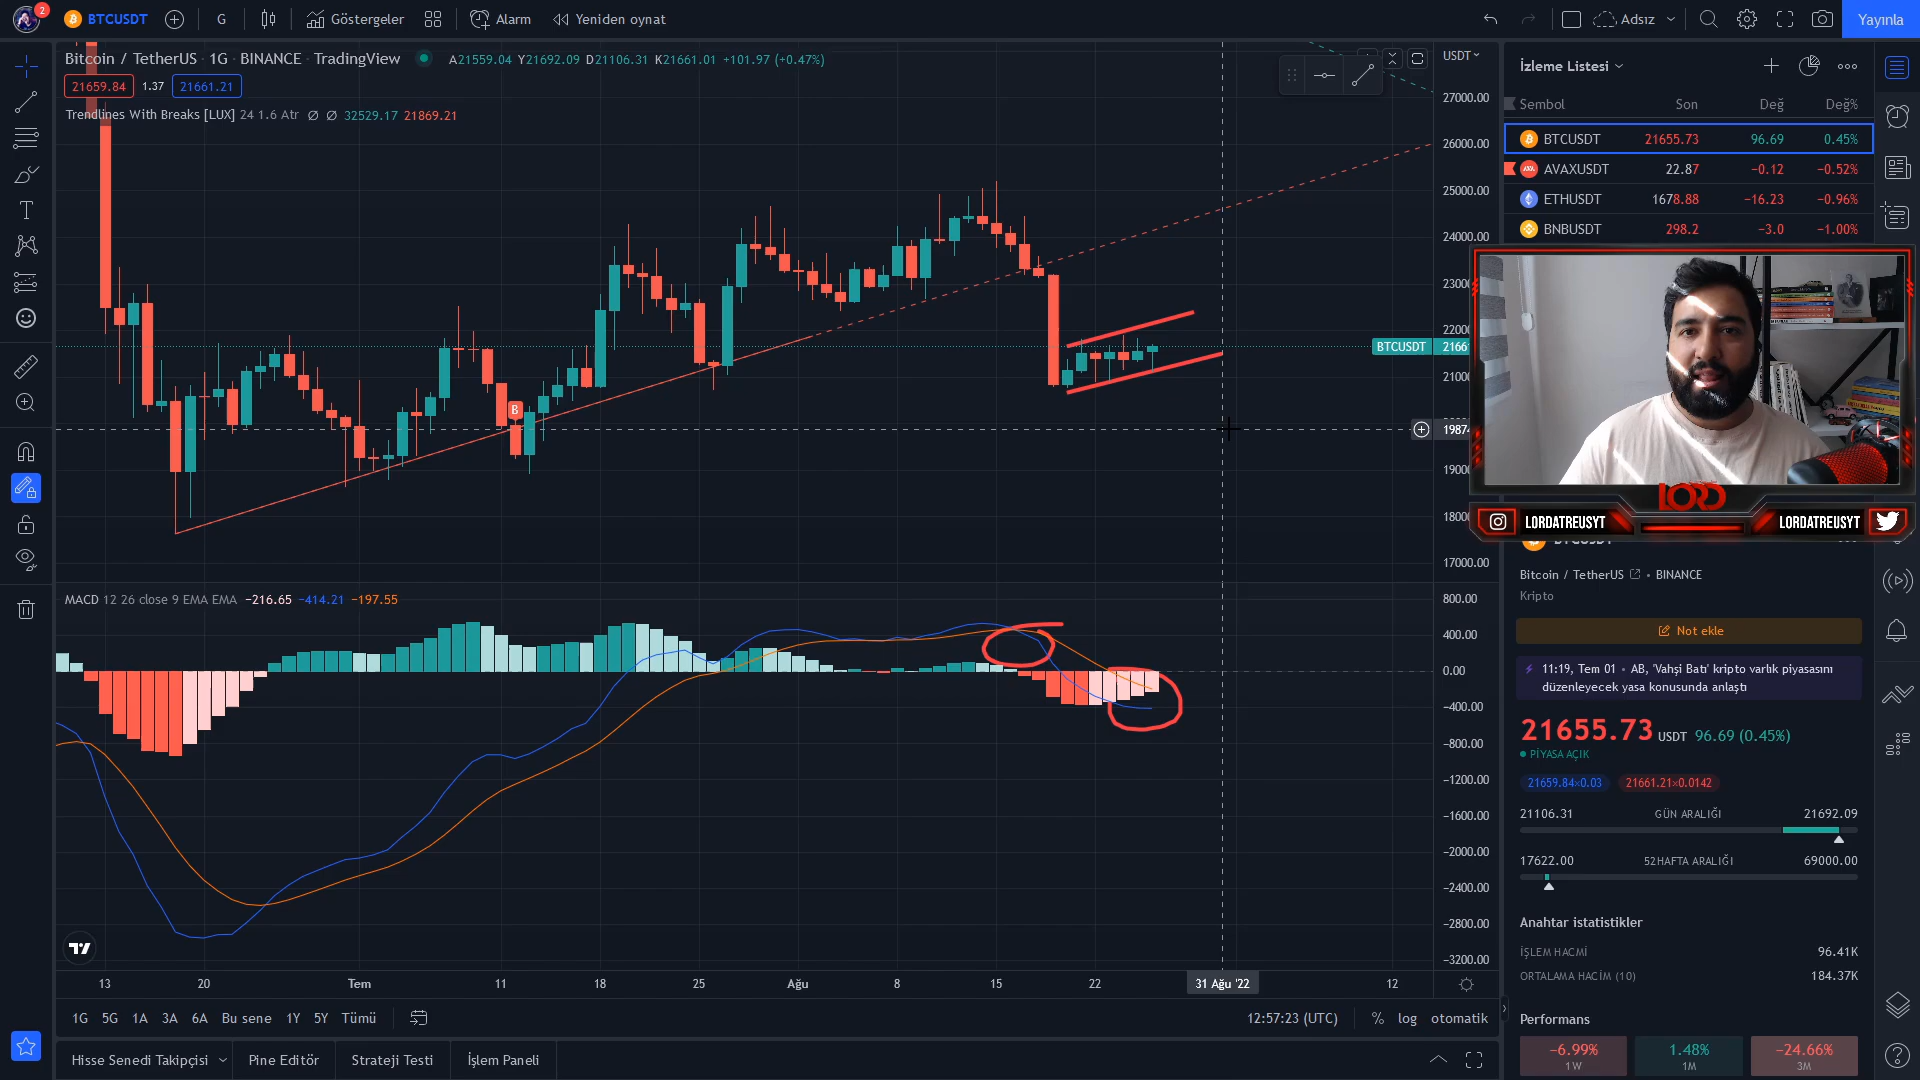 2
BTCUSDT
G
Göstergeler
Alarm
Yeniden oynat
Adsız
Yayınla
Bitcoin / TetherUS · 1G · BINANCE · TradingView
A21559.04 Y21692.09 D21106.31 K21661.01 +101.97 (+0.47%)
21659.84 1.37 21661.21
Trendlines With Breaks [LUX] 24 1.6 Atr ∅ ∅ 32529.17 21869.21
USDT
27000.00
26000.00
25000.00
24000.00
2300
2200
BTCUSDT 2166
2100
1987
1900
1800
17000.00
B
MACD 12 26 close 9 EMA EMA −216.65 −414.21 −197.55
800.00
400.00
0.00
−400.00
−800.00
−1200.00
−1600.00
−2000.00
−2400.00
−2800.00
−3200.00
13 20 Tem 11 18 25 Ağu 8 15 22 31 Ağu '22 12
1G 5G 1A 3A 6A Bu sene 1Y 5Y Tümü
12:57:23 (UTC) % log otomatik
Hisse Senedi Takipçisi Pine Editör Strateji Testi İşlem Paneli
İzleme Listesi
Sembol Son Değ Değ%
BTCUSDT 21655.73 96.69 0.45%
AVAXUSDT 22.87 −0.12 −0.52%
ETHUSDT 1678.88 −16.23 −0.96%
BNBUSDT 298.2 −3.0 −1.00%
LORD
LORDATREUSYT LORDATREUSYT
BTCUSDT
Bitcoin / TetherUS • BINANCE
Kripto
Not ekle
11:19, Tem 01 • AB, 'Vahşi Batı' kripto varlık piyasasını
düzenleyecek yasa konusunda anlaştı
21655.73 USDT 96.69 (0.45%)
PİYASA AÇIK
21659.84×0.03 21661.21×0.0142
21106.31 GÜN ARALIĞI 21692.09
17622.00 52HAFTA ARALIĞI 69000.00
Anahtar istatistikler
İŞLEM HACMİ 96.41K
ORTALAMA HACİM (10) 184.37K
Performans
−6.99% 1.48% −24.66%
1W 1M 3M